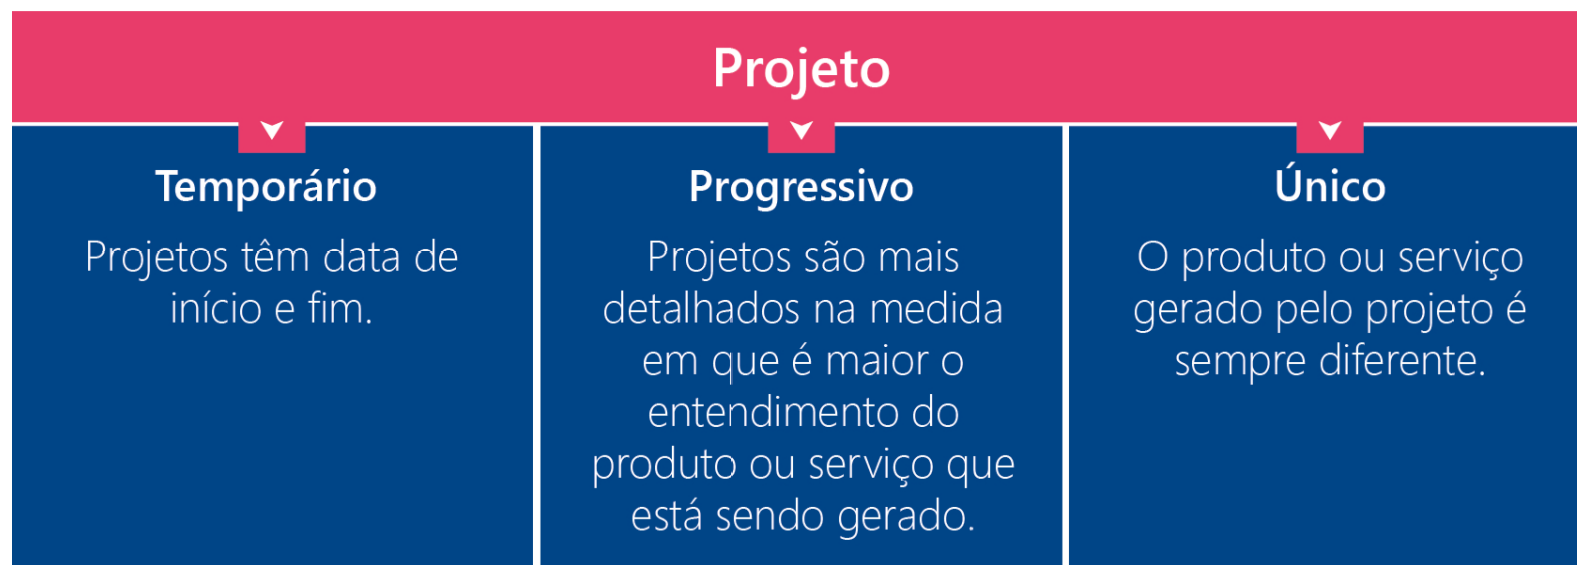 Projeto
Temporário
Projetos têm data de
início e fim.
Progressivo
Projetos são mais
detalhados na medida
em que é maior o
entendimento do
produto ou serviço que
está sendo gerado.
Único
O produto ou serviço
gerado pelo projeto é
sempre diferente.